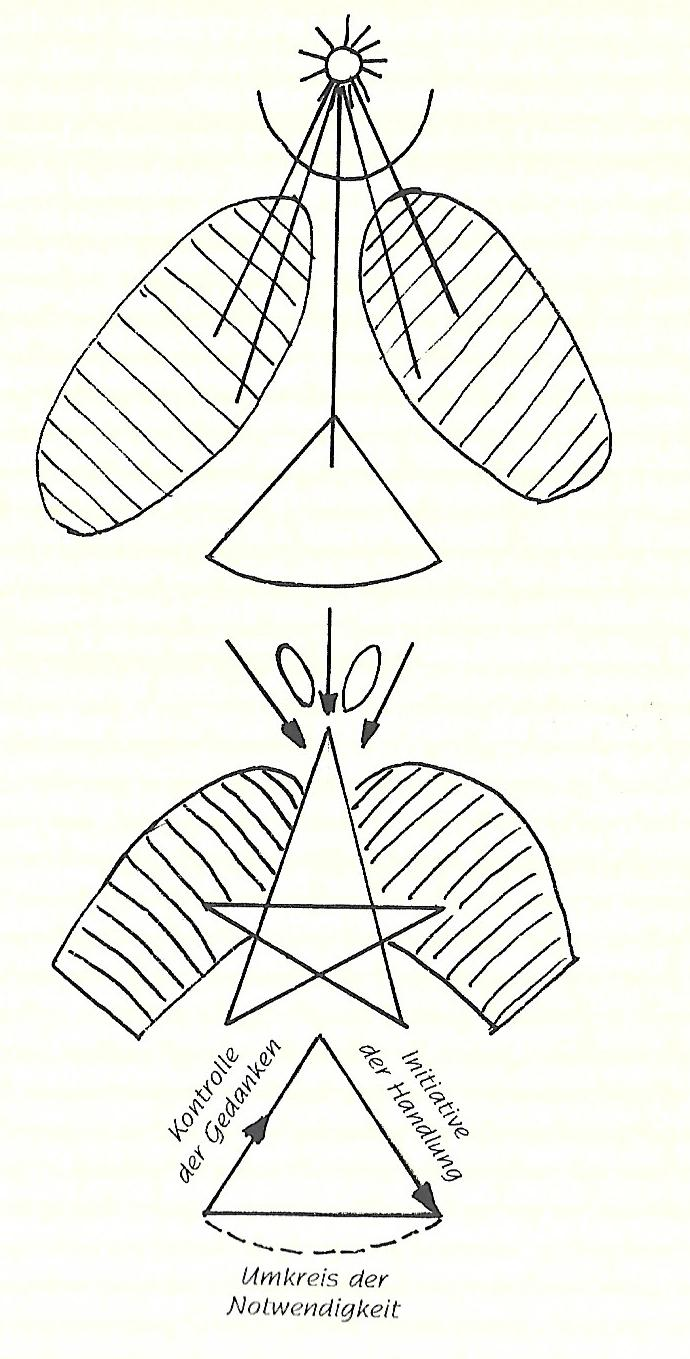 Kontrolle
der Gedanken
Initiative
der Handlung
Umkreis der
Notwendigkeit